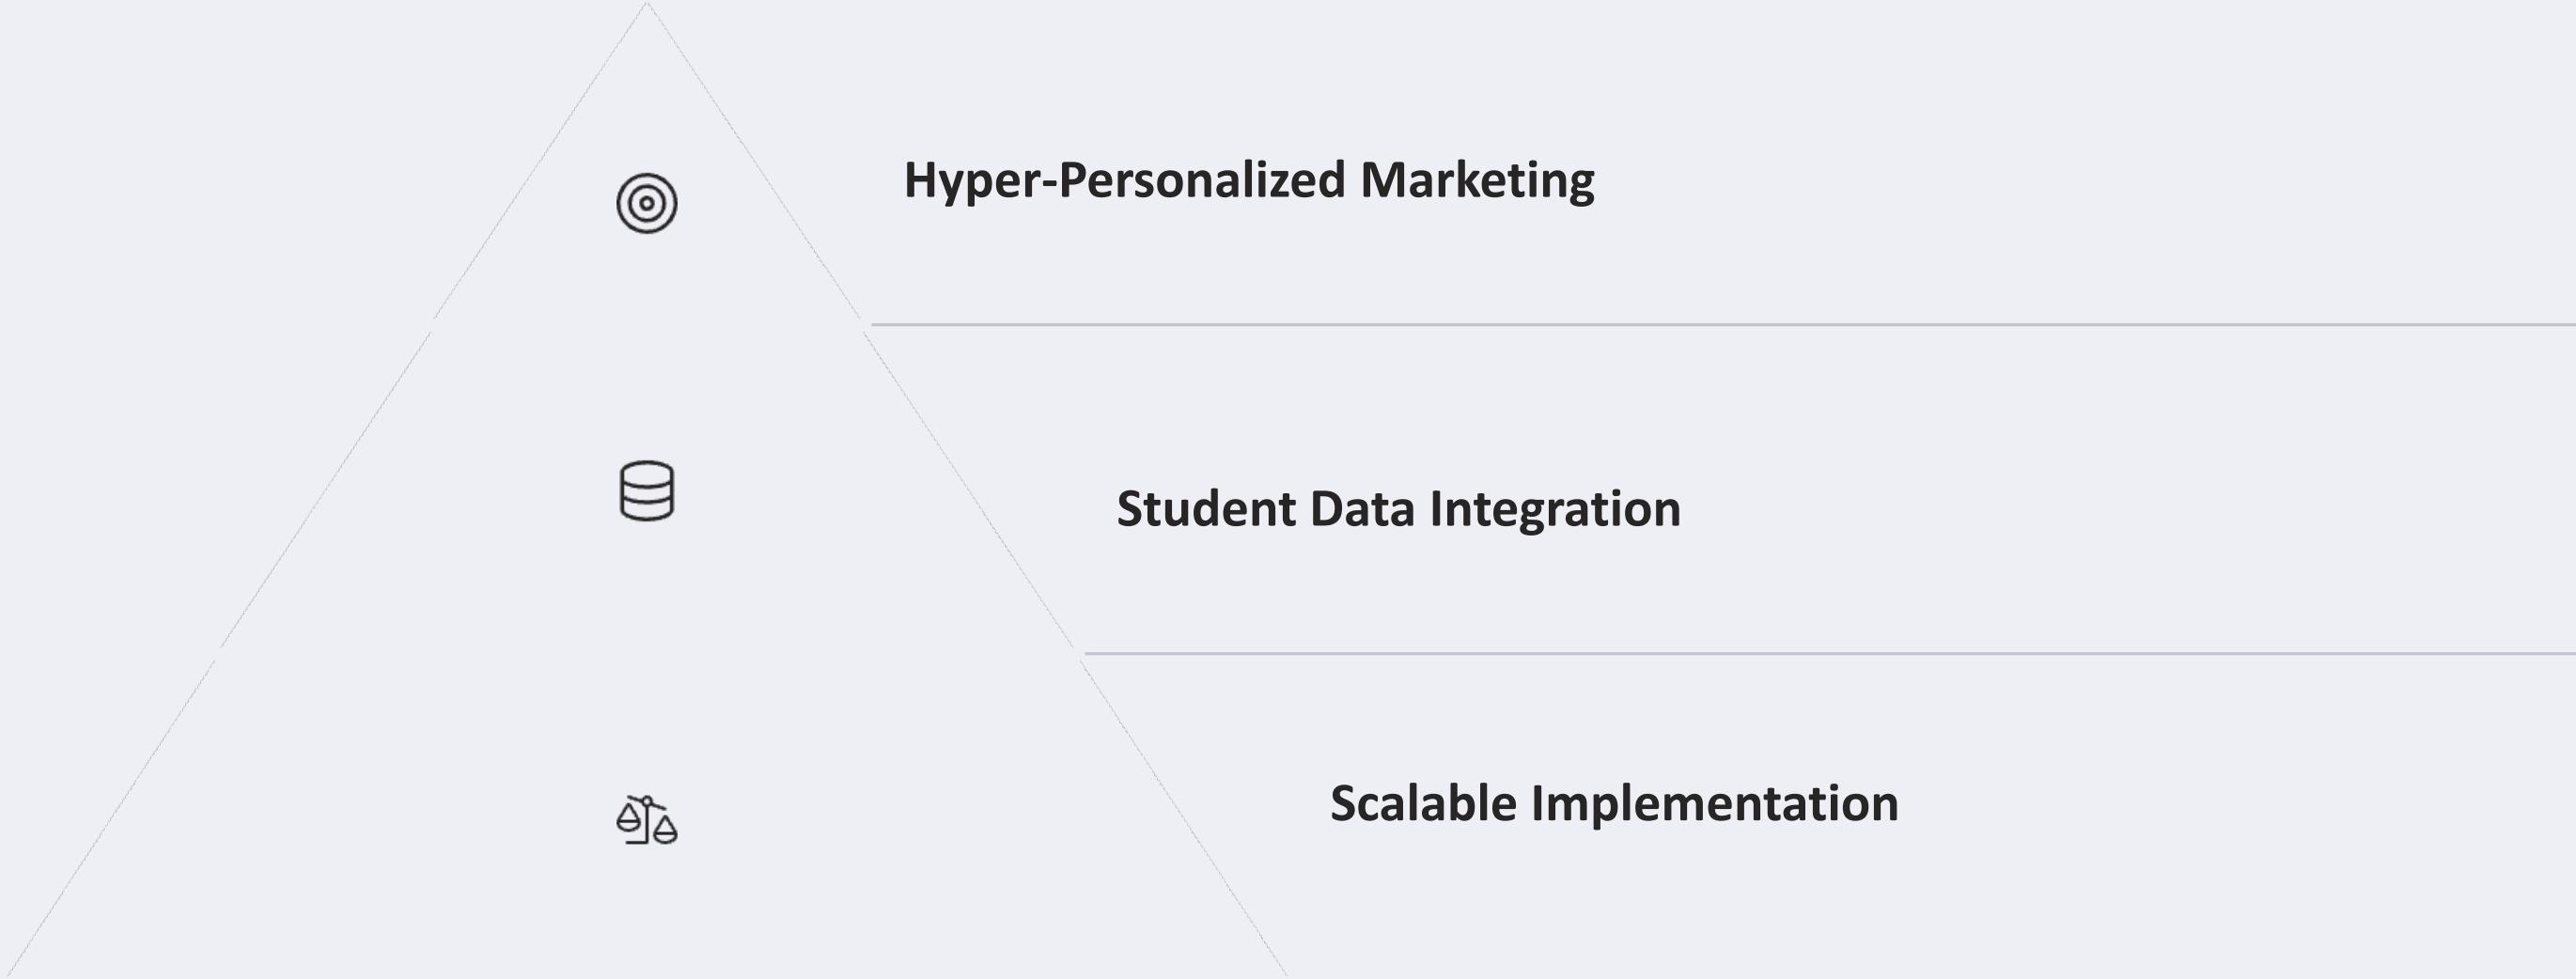 Hyper-Personalized Marketing
Student Data Integration
Scalable Implementation